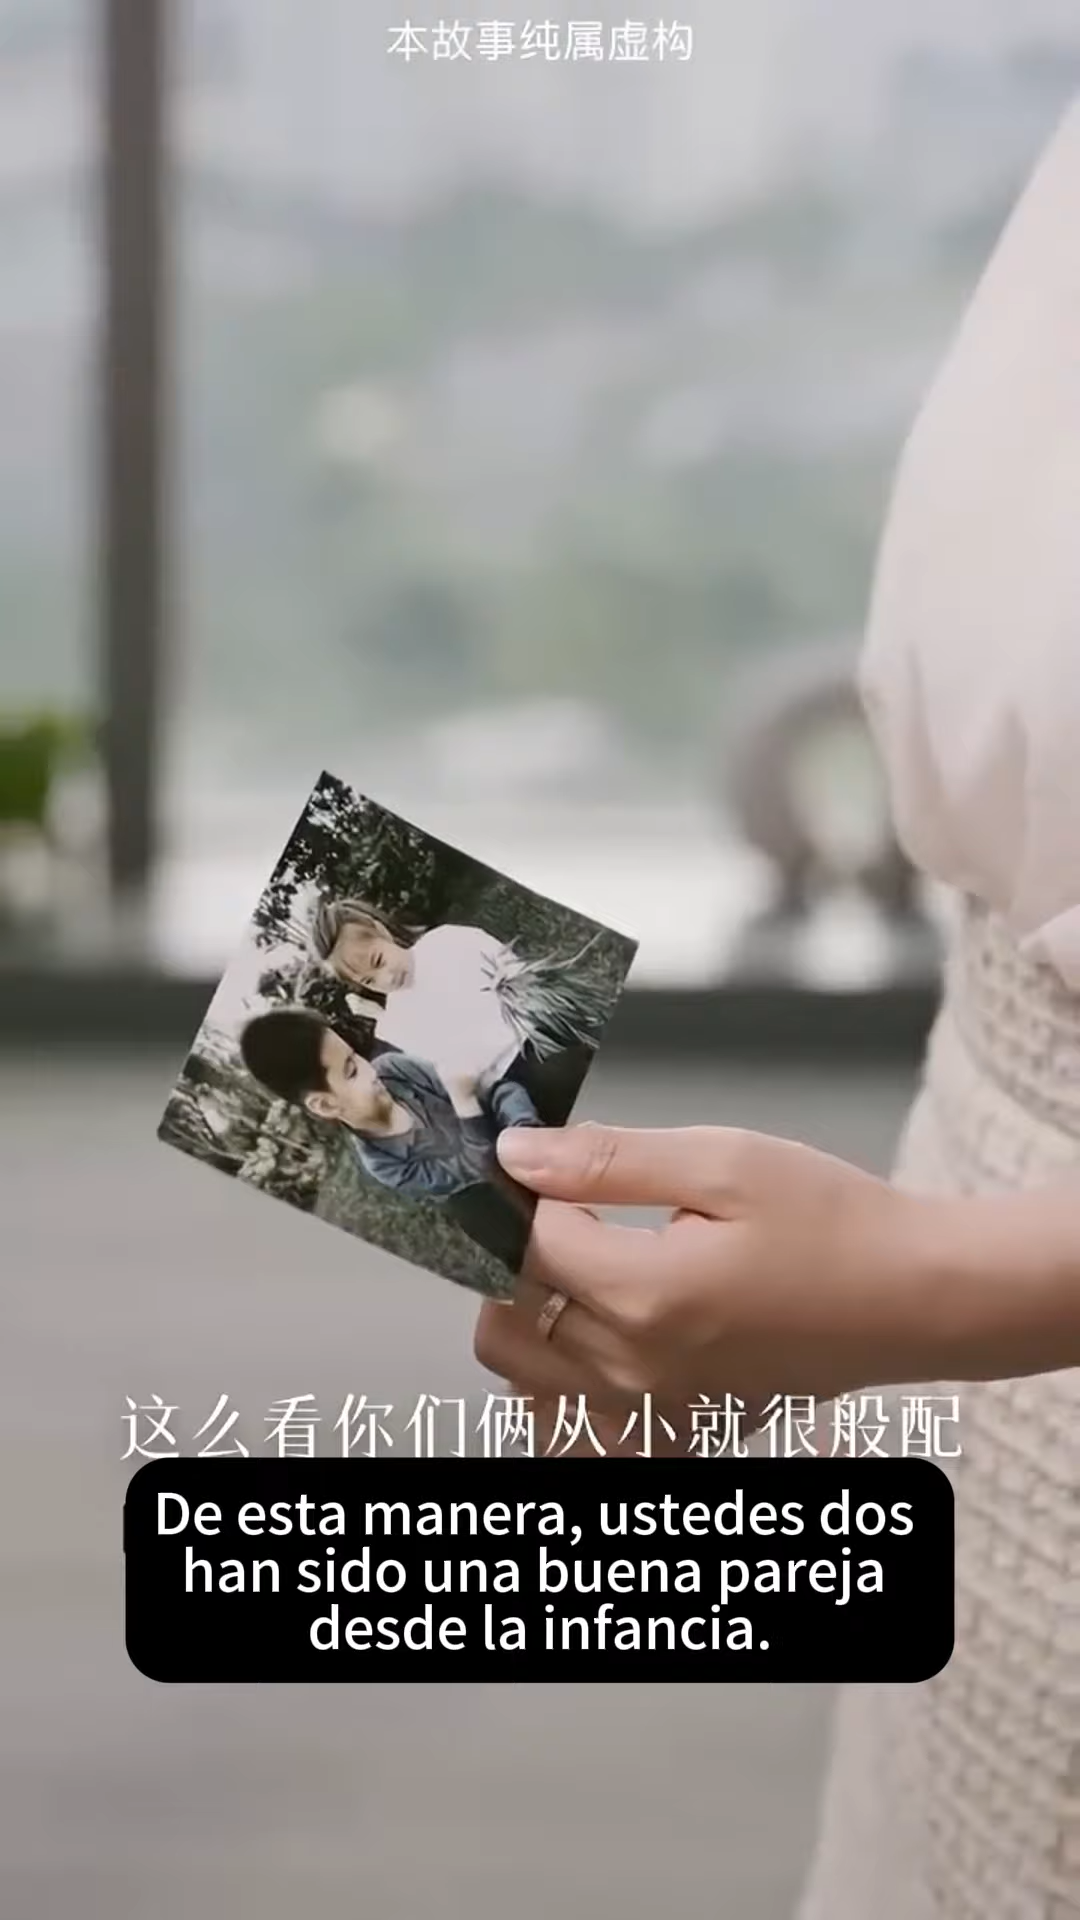 本故事纯属虚构
这么看你们俩从小就很般配
De esta manera, ustedes dos
han sido una buena pareja
desde la infancia.